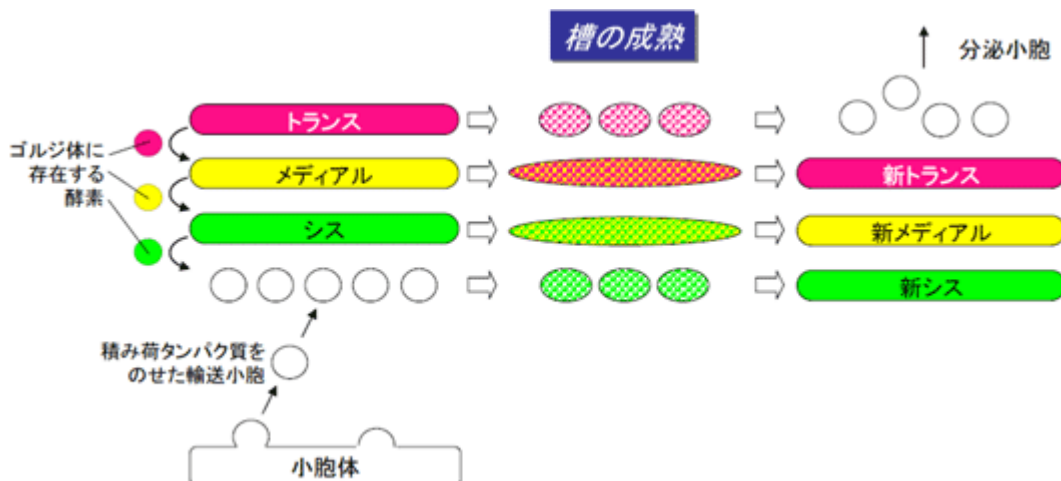 槽の成熟
分泌小胞
トランス
ゴルジ体に
存在する
酵素
メディアル
新トランス
シス
新メディアル
新シス
積み荷タンパク質を
のせた輸送小胞
小胞体